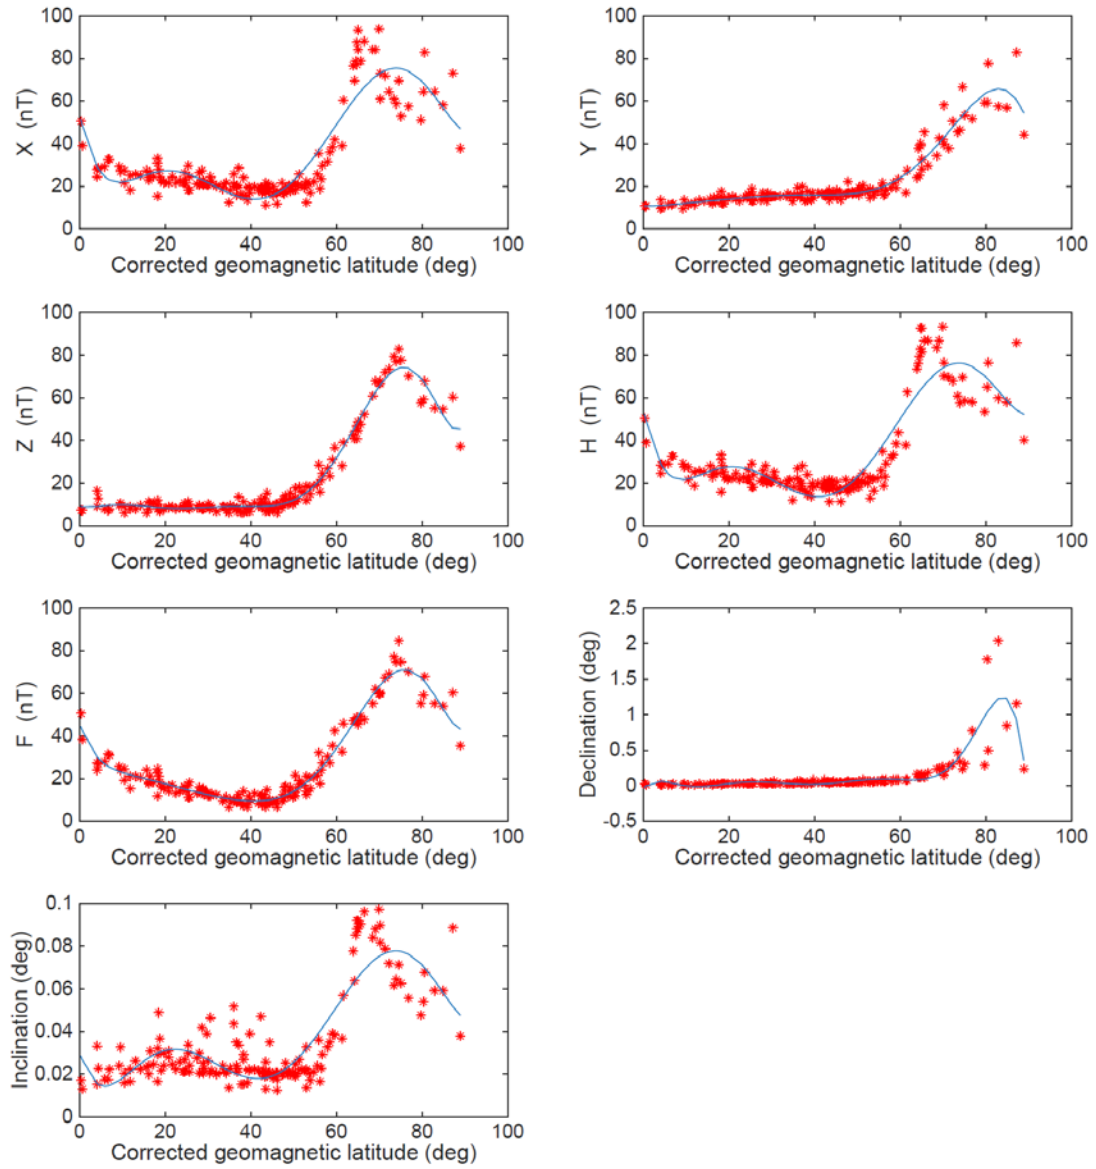 100
80
60
40
20
0
X (nT)
0 20 40 60 80 100
Corrected geomagnetic latitude (deg)
100
80
60
40
20
0
Y (nT)
0 20 40 60 80 100
Corrected geomagnetic latitude (deg)
100
80
60
40
20
0
Z (nT)
0 20 40 60 80 100
Corrected geomagnetic latitude (deg)
100
80
60
40
20
0
H (nT)
0 20 40 60 80 100
Corrected geomagnetic latitude (deg)
100
80
60
40
20
0
F (nT)
0 20 40 60 80 100
Corrected geomagnetic latitude (deg)
2.5
2
1.5
1
0.5
0
-0.5
Declination (deg)
0 20 40 60 80 100
Corrected geomagnetic latitude (deg)
0.1
0.08
0.06
0.04
0.02
0
Inclination (deg)
0 20 40 60 80 100
Corrected geomagnetic latitude (deg)